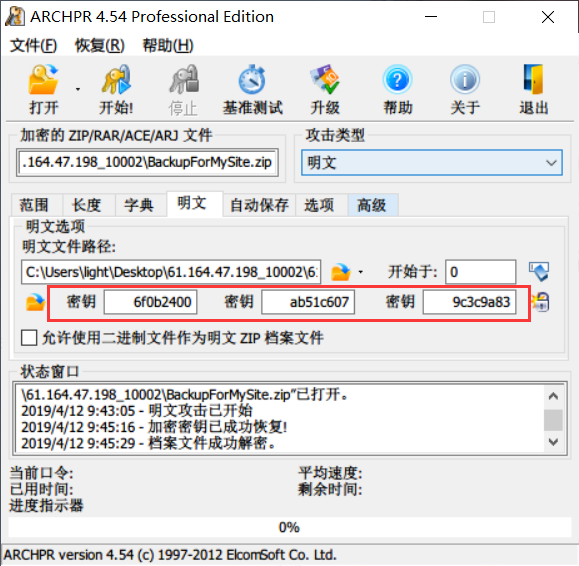 ARCHPR 4.54 Professional Edition
文件(F) 恢复(R) 帮助(H)
打开 开始! 停止 基准测试 升级 帮助 关于 退出
加密的 ZIP/RAR/ACE/ARJ 文件 攻击类型
.164.47.198_10002\BackupForMySite.zip 明文
范围 长度 字典 明文 自动保存 选项 高级
明文选项
明文文件路径:
C:\Users\light\Desktop\61.164.47.198_10002\6: 开始于: 0
密钥 6f0b2400 密钥 ab51c607 密钥 9c3c9a83
允许使用二进制文件作为明文 ZIP 档案文件
状态窗口
\61.164.47.198_10002\BackupForMySite.zip”已打开。
2019/4/12 9:43:05 - 明文攻击已开始
2019/4/12 9:45:16 - 加密密钥已成功恢复!
2019/4/12 9:45:29 - 档案文件成功解密。
当前口令: 平均速度:
已用时间: 剩余时间:
进度指示器
0%
ARCHPR version 4.54 (c) 1997-2012 ElcomSoft Co. Ltd.